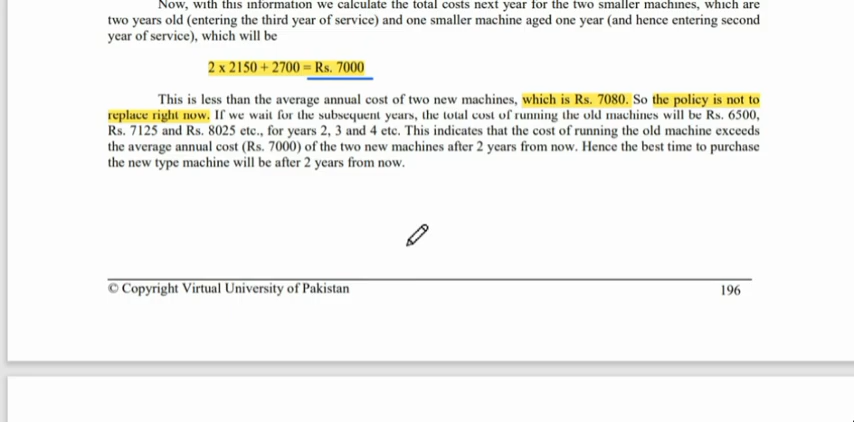 Now, with this information we calculate the total costs next year for the two smaller machines, which are
two years old (entering the third year of service) and one smaller machine aged one year (and hence entering second
year of service), which will be
2 x 2150 + 2700 = Rs. 7000
This is less than the average annual cost of two new machines, which is Rs. 7080. So the policy is not to
replace right now. If we wait for the subsequent years, the total cost of running the old machines will be Rs. 6500,
Rs. 7125 and Rs. 8025 etc., for years 2, 3 and 4 etc. This indicates that the cost of running the old machine exceeds
the average annual cost (Rs. 7000) of the two new machines after 2 years from now. Hence the best time to purchase
the new type machine will be after 2 years from now.
© Copyright Virtual University of Pakistan
196